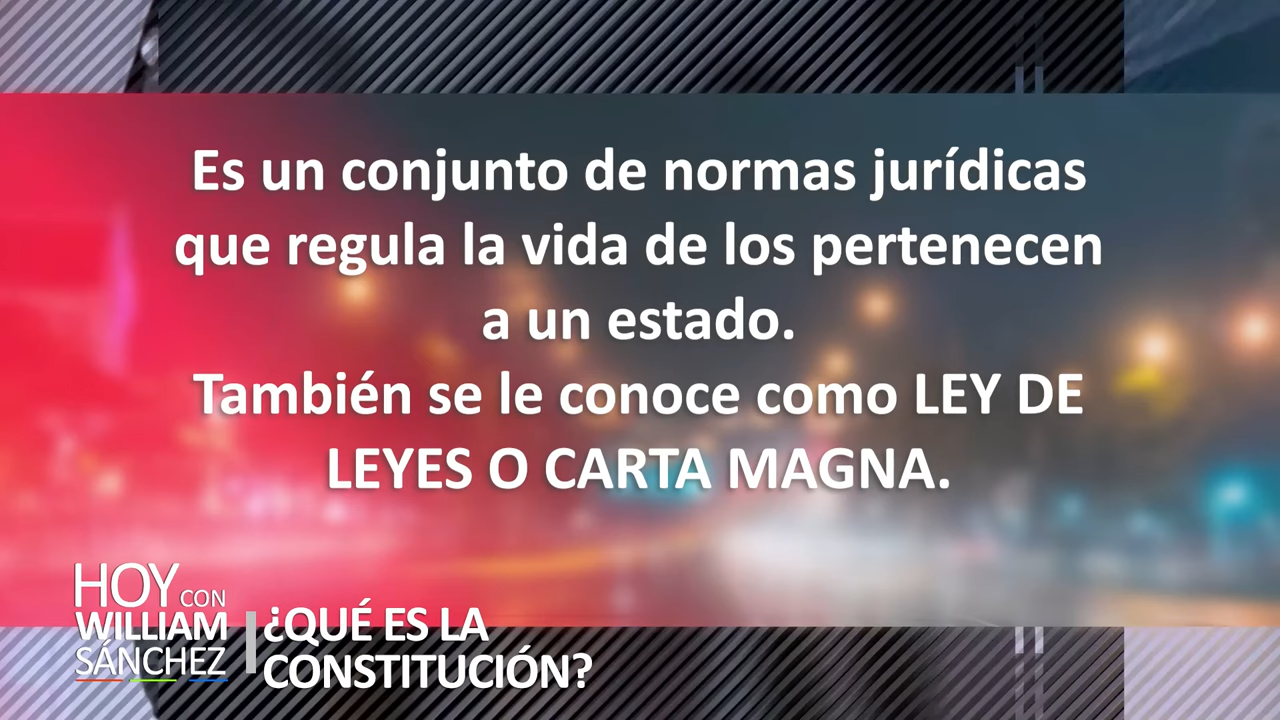 Es un conjunto de normas jurídicas
que regula la vida de los pertenecen
a un estado.
También se le conoce como LEY DE
LEYES O CARTA MAGNA.
HOY CON
WILLIAM
SÁNCHEZ
¿QUÉ ES LA
CONSTITUCIÓN?